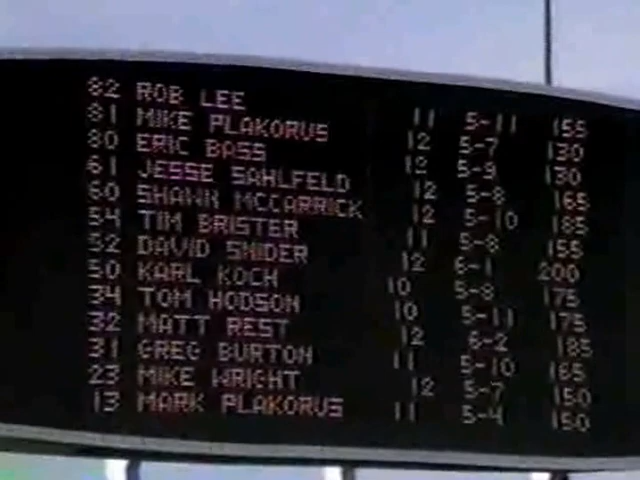 82 ROB LEE 11 5-11 155
81 MIKE PLAKORUS 12 5-7 130
80 ERIC BASS 12 5-9 130
61 JESSE SAHLFELD 12 5-8 165
60 SHAWN MCCARRICK 12 5-10 185
54 TIM BRISTER 11 5-8 155
52 DAVID SNIDER 12 6-1 200
50 KARL KOCH 10 5-8 175
34 TOM HODSON 10 5-11 175
32 MATT REST 12 6-2 185
31 GREG BURTON 11 5-10 165
23 MIKE WRIGHT 12 5-7 150
13 MARK PLAKORUS 11 5-4 150